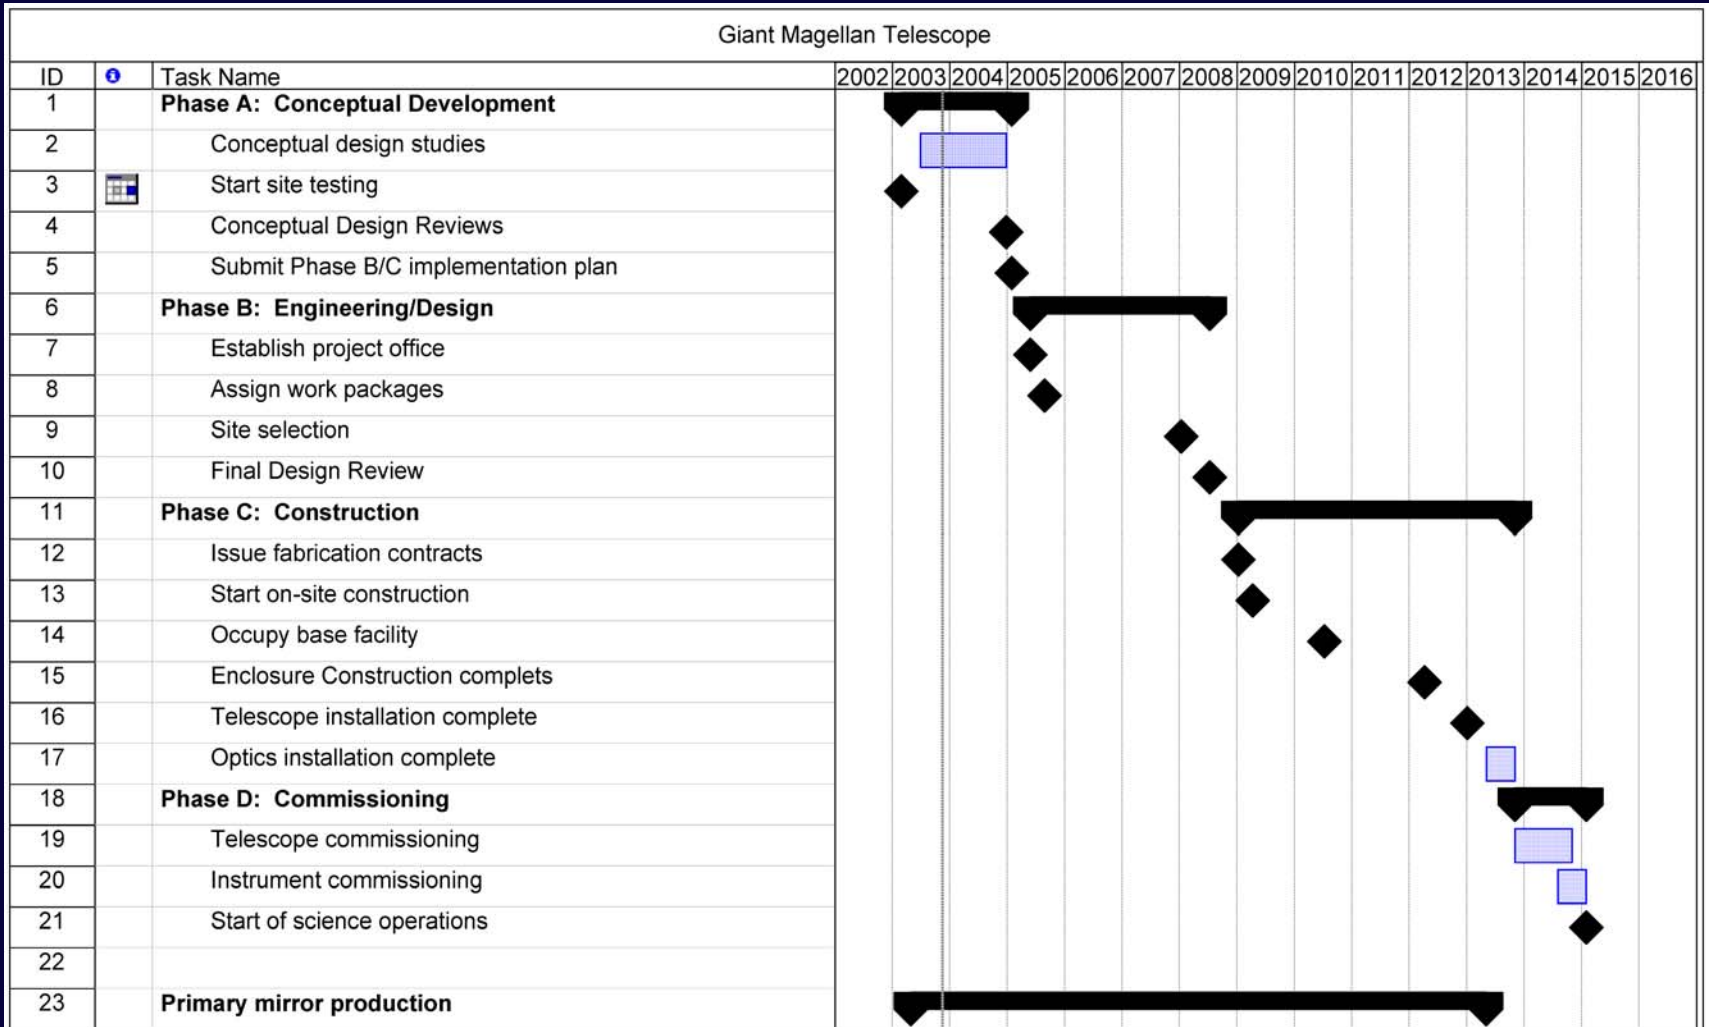 Giant Magellan Telescope
ID Task Name 2002 2003 2004 2005 2006 2007 2008 2009 2010 2011 2012 2013 2014 2015 2016
1 Phase A: Conceptual Development
2 Conceptual design studies
3 Start site testing
4 Conceptual Design Reviews
5 Submit Phase B/C implementation plan
6 Phase B: Engineering/Design
7 Establish project office
8 Assign work packages
9 Site selection
10 Final Design Review
11 Phase C: Construction
12 Issue fabrication contracts
13 Start on-site construction
14 Occupy base facility
15 Enclosure Construction complets
16 Telescope installation complete
17 Optics installation complete
18 Phase D: Commissioning
19 Telescope commissioning
20 Instrument commissioning
21 Start of science operations
22
23 Primary mirror production